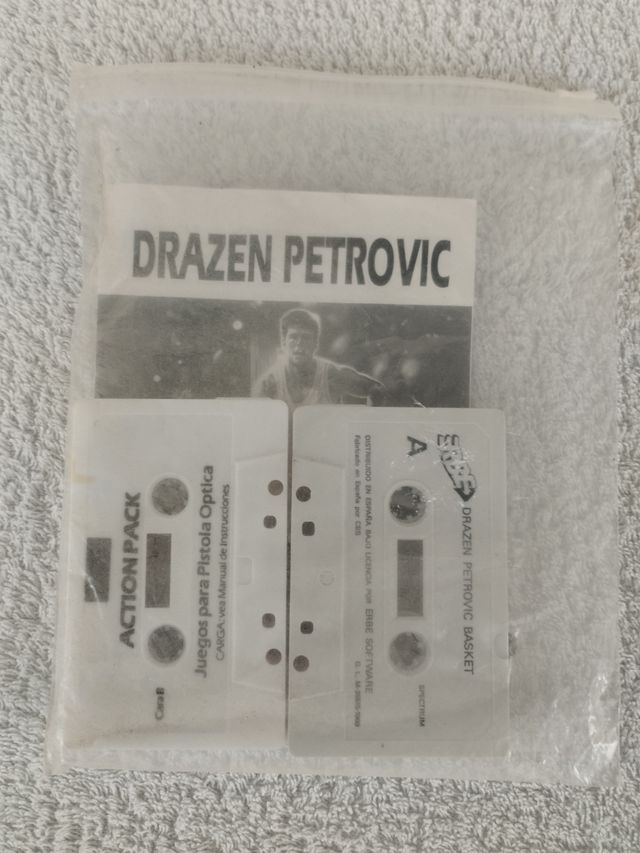 DRAZEN PETROVIC
ACTION PACK
Juegos para Pistola Optica
CARGA: vea Manual de Instrucciones
Cara B
ERBE
DRAZEN PETROVIC BASKET
A
SPECTRUM
DISTRIBUIDO EN ESPAÑA BAJO LICENCIA POR ERBE SOFTWARE
Fabricado en España por CBS